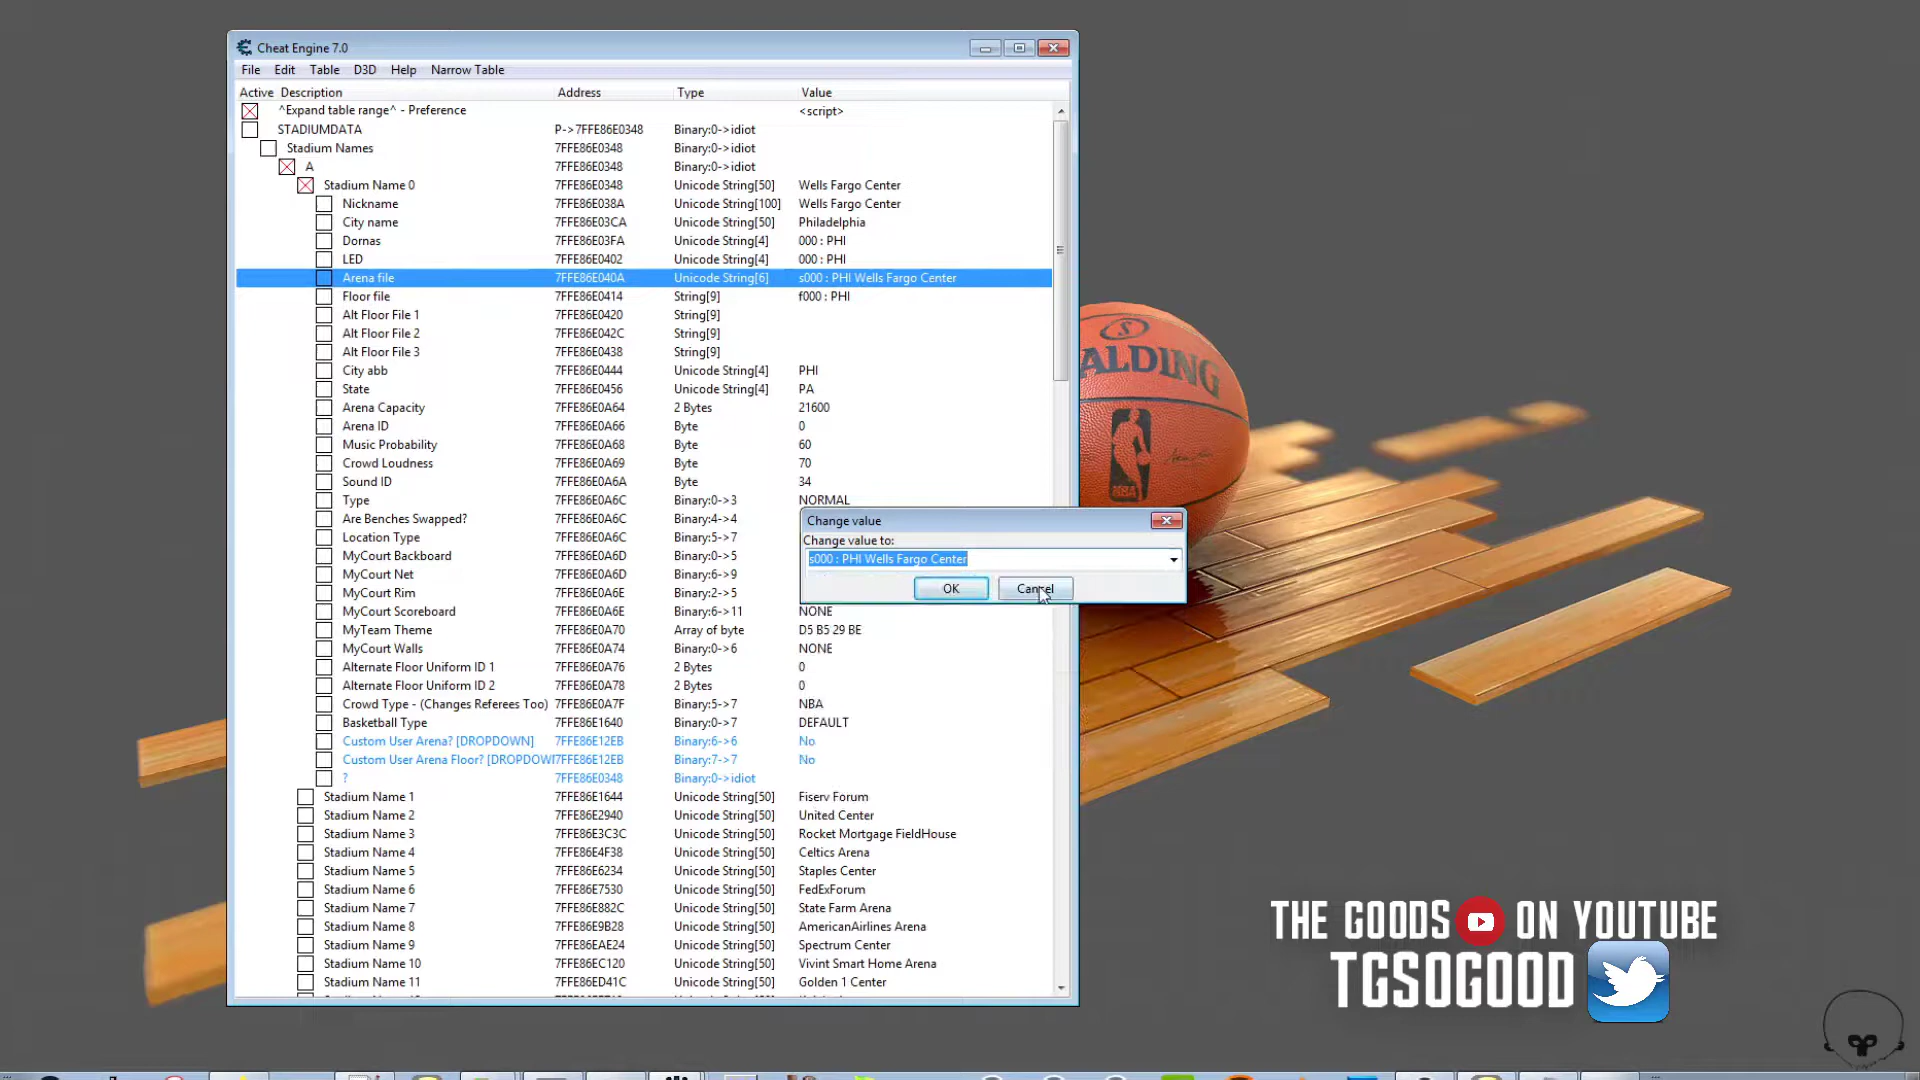 Cheat Engine 7.0
File Edit Table D3D Help Narrow Table
Active Description Address Type Value
^Expand table range^ - Preference <script>
STADIUMDATA P->7FFE86E0348 Binary:0->idiot
Stadium Names 7FFE86E0348 Binary:0->idiot
A 7FFE86E0348 Binary:0->idiot
Stadium Name 0 7FFE86E0348 Unicode String[50] Wells Fargo Center
Nickname 7FFE86E038A Unicode String[100] Wells Fargo Center
City name 7FFE86E03CA Unicode String[50] Philadelphia
Dornas 7FFE86E03FA Unicode String[4] 000 : PHI
LED 7FFE86E0402 Unicode String[4] 000 : PHI
Arena file 7FFE86E040A Unicode String[6] s000 : PHI Wells Fargo Center
Floor file 7FFE86E0414 String[9] f000 : PHI
Alt Floor File 1 7FFE86E0420 String[9]
Alt Floor File 2 7FFE86E042C String[9]
Alt Floor File 3 7FFE86E0438 String[9]
City abb 7FFE86E0444 Unicode String[4] PHI
State 7FFE86E0456 Unicode String[4] PA
Arena Capacity 7FFE86E0A64 2 Bytes 21600
Arena ID 7FFE86E0A66 Byte 0
Music Probability 7FFE86E0A68 Byte 60
Crowd Loudness 7FFE86E0A69 Byte 70
Sound ID 7FFE86E0A6A Byte 34
Type 7FFE86E0A6C Binary:0->3 NORMAL
Are Benches Swapped? 7FFE86E0A6C Binary:4->4
Location Type 7FFE86E0A6C Binary:5->7
MyCourt Backboard 7FFE86E0A6D Binary:0->5
MyCourt Net 7FFE86E0A6D Binary:6->9
MyCourt Rim 7FFE86E0A6E Binary:2->5
MyCourt Scoreboard 7FFE86E0A6E Binary:6->11 NONE
MyTeam Theme 7FFE86E0A70 Array of byte D5 B5 29 BE
MyCourt Walls 7FFE86E0A74 Binary:0->6 NONE
Alternate Floor Uniform ID 1 7FFE86E0A76 2 Bytes 0
Alternate Floor Uniform ID 2 7FFE86E0A78 2 Bytes 0
Crowd Type - (Changes Referees Too) 7FFE86E0A7F Binary:5->7 NBA
Basketball Type 7FFE86E1640 Binary:0->7 DEFAULT
Custom User Arena? [DROPDOWN] 7FFE86E12EB Binary:6->6 No
Custom User Arena Floor? [DROPDOWN 7FFE86E12EB Binary:7->7 No
? 7FFE86E0348 Binary:0->idiot
Stadium Name 1 7FFE86E1644 Unicode String[50] Fiserv Forum
Stadium Name 2 7FFE86E2940 Unicode String[50] United Center
Stadium Name 3 7FFE86E3C3C Unicode String[50] Rocket Mortgage FieldHouse
Stadium Name 4 7FFE86E4F38 Unicode String[50] Celtics Arena
Stadium Name 5 7FFE86E6234 Unicode String[50] Staples Center
Stadium Name 6 7FFE86E7530 Unicode String[50] FedExForum
Stadium Name 7 7FFE86E882C Unicode String[50] State Farm Arena
Stadium Name 8 7FFE86E9B28 Unicode String[50] AmericanAirlines Arena
Stadium Name 9 7FFE86EAE24 Unicode String[50] Spectrum Center
Stadium Name 10 7FFE86EC120 Unicode String[50] Vivint Smart Home Arena
Stadium Name 11 7FFE86ED41C Unicode String[50] Golden 1 Center
Change value
Change value to:
s000 : PHI Wells Fargo Center
OK Cancel
S
ALDING
NBA
THE GOODS ON YOUTUBE
TGSOGOOD